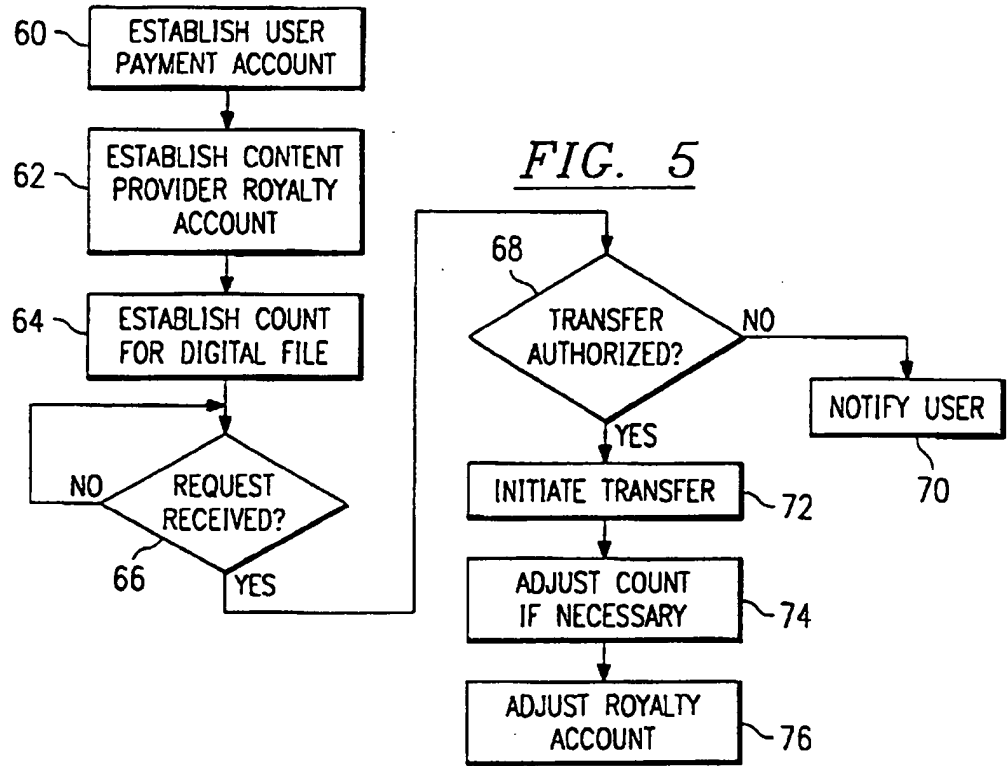 60
ESTABLISH USER
PAYMENT ACCOUNT
62
ESTABLISH CONTENT
PROVIDER ROYALTY
ACCOUNT
64
ESTABLISH COUNT
FOR DIGITAL FILE
NO
REQUEST
RECEIVED?
66
YES
FIG. 5
68
TRANSFER
AUTHORIZED?
NO
NOTIFY USER
70
YES
INITIATE TRANSFER
72
ADJUST COUNT
IF NECESSARY
74
ADJUST ROYALTY
ACCOUNT
76